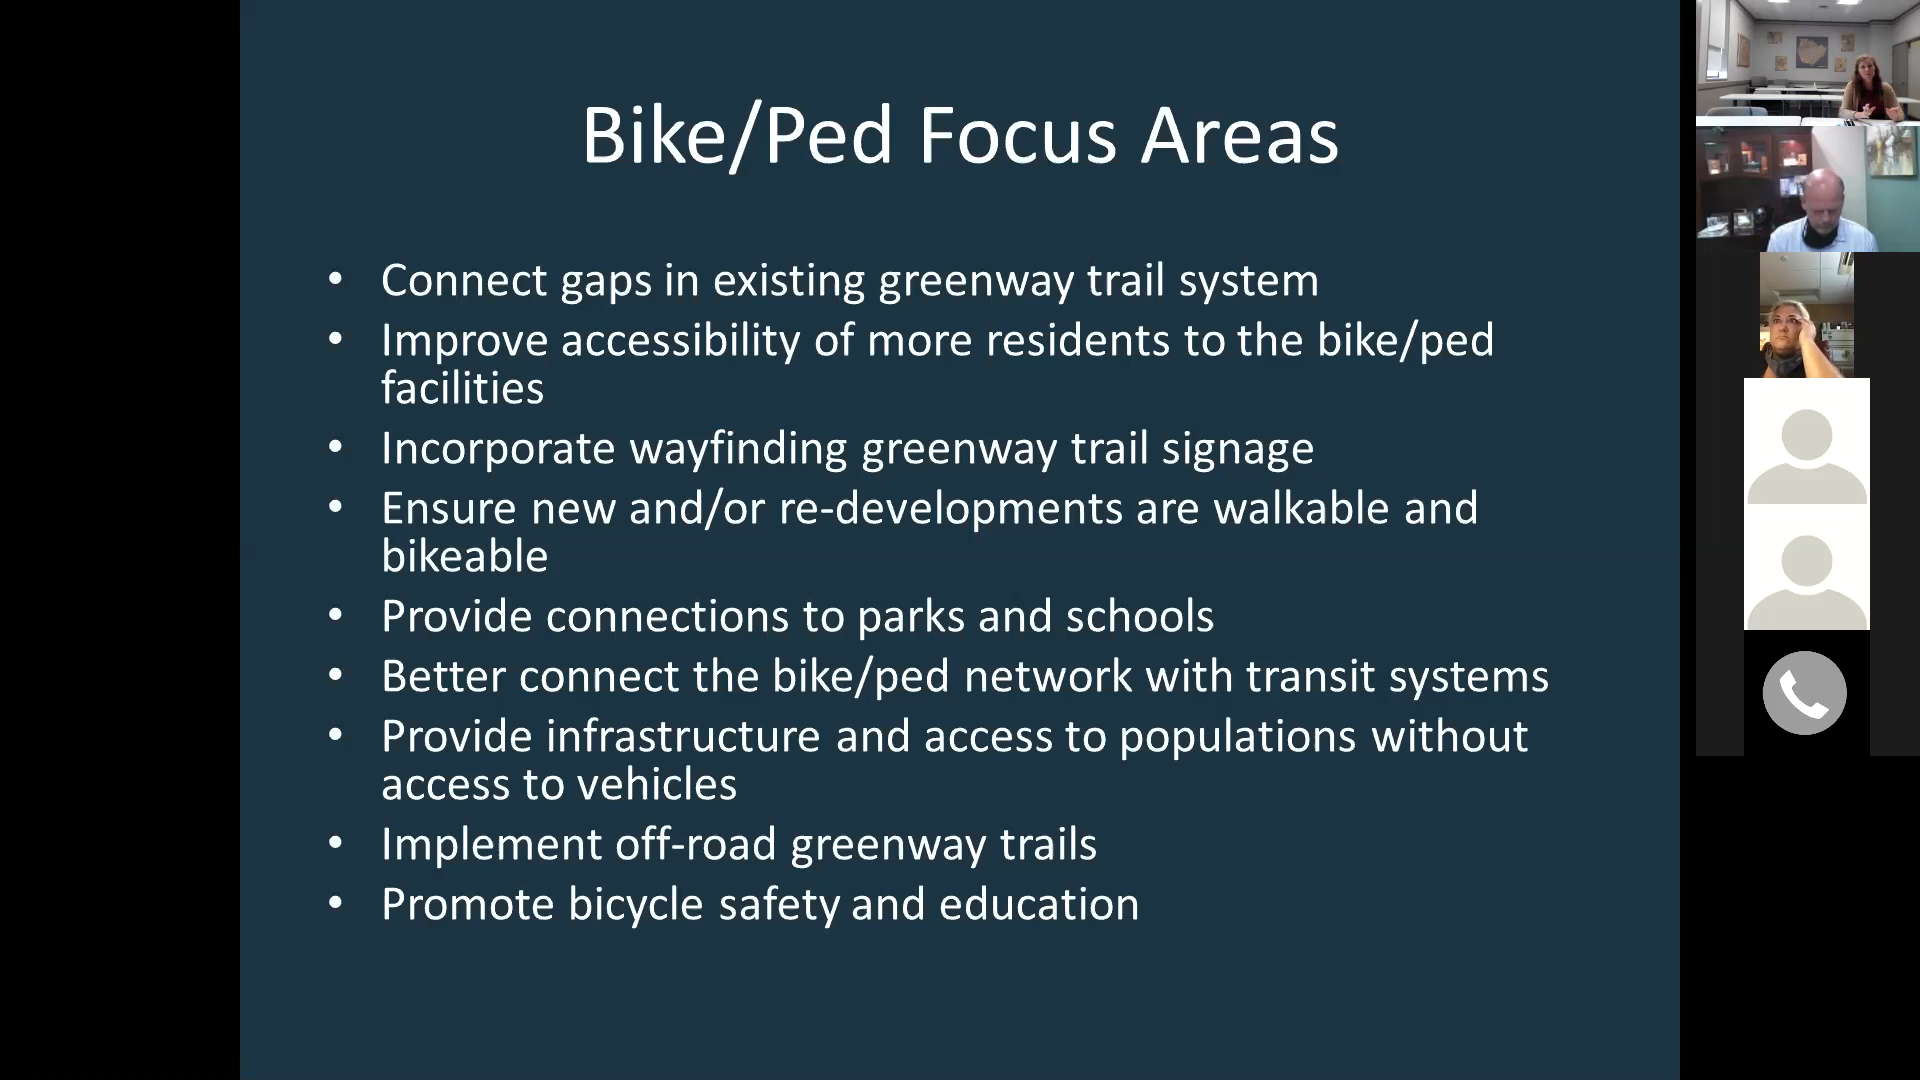 Bike/Ped Focus Areas
• Connect gaps in existing greenway trail system
• Improve accessibility of more residents to the bike/ped
facilities
• Incorporate wayfinding greenway trail signage
• Ensure new and/or re-developments are walkable and
bikeable
• Provide connections to parks and schools
• Better connect the bike/ped network with transit systems
• Provide infrastructure and access to populations without
access to vehicles
• Implement off-road greenway trails
• Promote bicycle safety and education